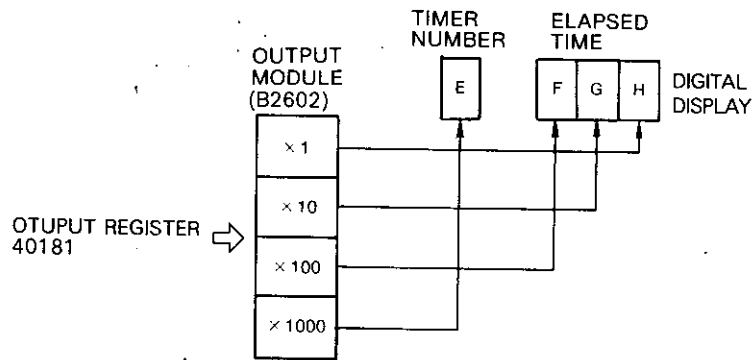 TIMER
NUMBER
ELAPSED
TIME
OUTPUT
MODULE
(B2602)
E
F G H
DIGITAL
DISPLAY
× 1
× 10
× 100
× 1000
OTUPUT REGISTER
40181